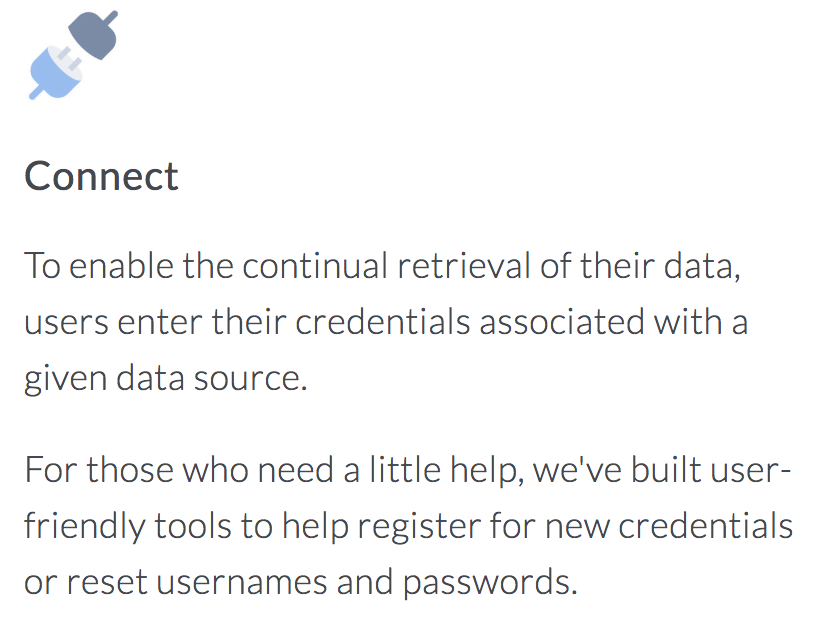 Connect
To enable the continual retrieval of their data,
users enter their credentials associated with a
given data source.
For those who need a little help, we've built user-
friendly tools to help register for new credentials
or reset usernames and passwords.